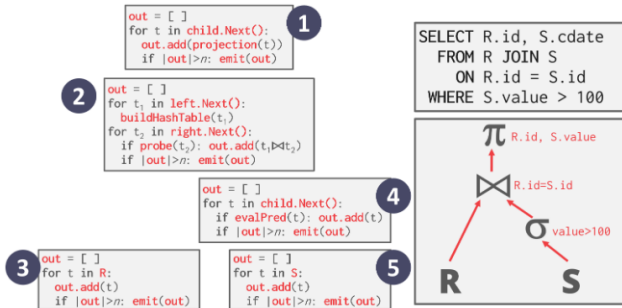 1
out = [ ]
for t in child.Next():
out.add(projection(t))
if |out|>n: emit(out)
2
out = [ ]
for t₁ in left.Next():
buildHashTable(t₁)
for t₂ in right.Next():
if probe(t₂): out.add(t₁⨝t₂)
if |out|>n: emit(out)
4
out = [ ]
for t in child.Next():
if evalPred(t): out.add(t)
if |out|>n: emit(out)
3
out = [ ]
for t in R:
out.add(t)
if |out|>n: emit(out)
5
out = [ ]
for t in S:
out.add(t)
if |out|>n: emit(out)
SELECT R.id, S.cdate
FROM R JOIN S
ON R.id = S.id
WHERE S.value > 100
π R.id, S.value
⨝ R.id=S.id
σ value>100
R S